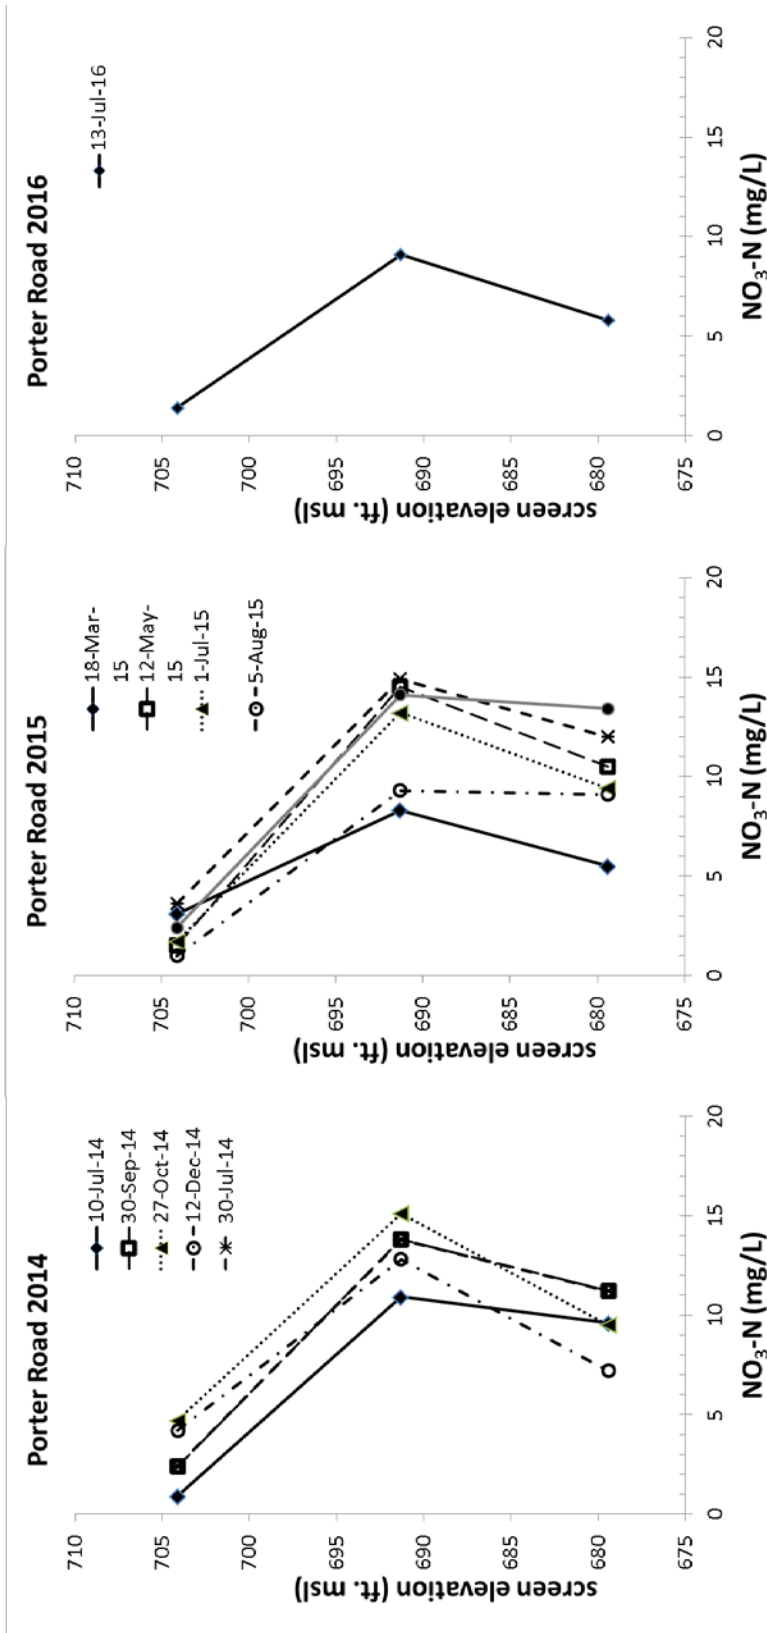 Porter Road 2014
10-Jul-14
30-Sep-14
27-Oct-14
12-Dec-14
30-Jul-14
screen elevation (ft. msl)
710
705
700
695
690
685
680
675
0 5 10 15 20
NO₃-N (mg/L)
Porter Road 2015
18-Mar-
15
12-May-
15
1-Jul-15
5-Aug-15
screen elevation (ft. msl)
710
705
700
695
690
685
680
675
0 5 10 15 20
NO₃-N (mg/L)
Porter Road 2016
13-Jul-16
screen elevation (ft. msl)
710
705
700
695
690
685
680
675
0 5 10 15 20
NO₃-N (mg/L)